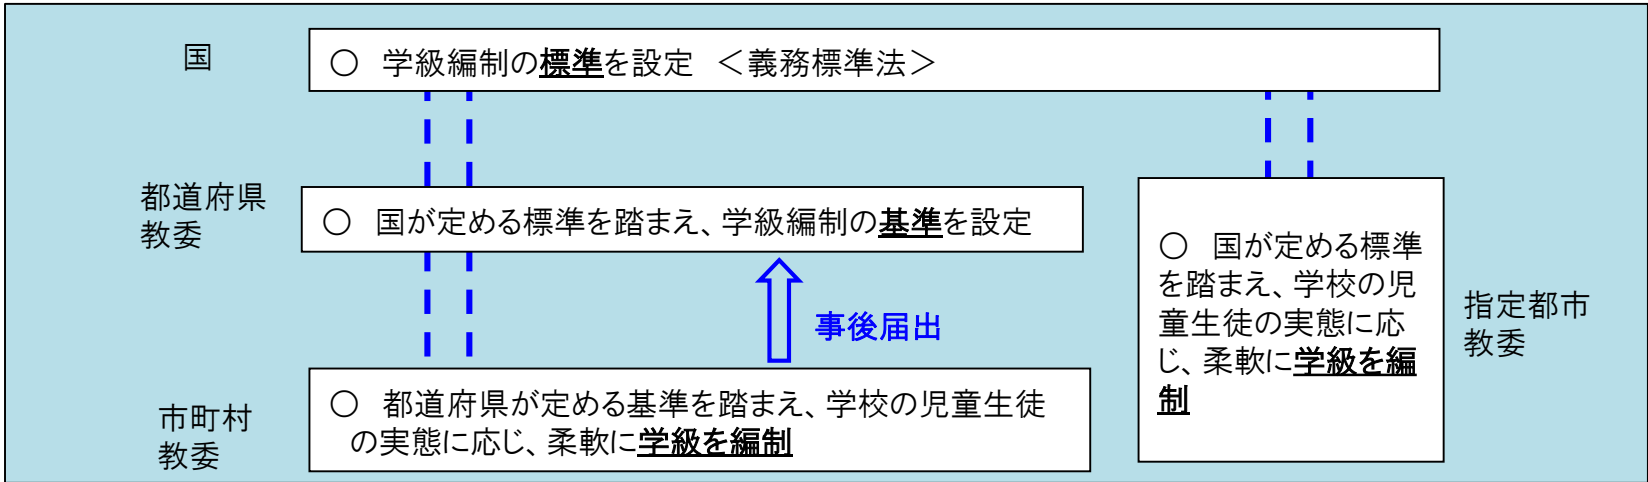 国
○　学級編制の標準を設定　＜義務標準法＞
都道府県
教委
○　国が定める標準を踏まえ、学級編制の基準を設定
事後届出
市町村
教委
○　都道府県が定める基準を踏まえ、学校の児童生徒
の実態に応じ、柔軟に学級を編制
○　国が定める標準
を踏まえ、学校の児
童生徒の実態に応
じ、柔軟に学級を編
制
指定都市
教委